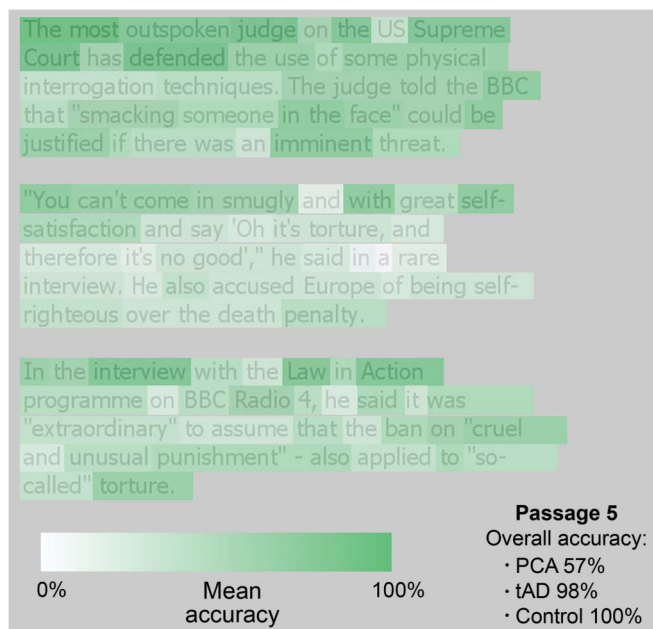 The most outspoken judge on the US Supreme
Court has defended the use of some physical
interrogation techniques. The judge told the BBC
that "smacking someone in the face" could be
justified if there was an imminent threat.
"You can't come in smugly and with great self-
satisfaction and say 'Oh it's torture, and
therefore it's no good'," he said in a rare
interview. He also accused Europe of being self-
righteous over the death penalty.
In the interview with the Law in Action
programme on BBC Radio 4, he said it was
"extraordinary" to assume that the ban on "cruel
and unusual punishment" - also applied to "so-
called" torture.
0%
Mean
accuracy
100%
Passage 5
Overall accuracy:
· PCA 57%
· tAD 98%
· Control 100%